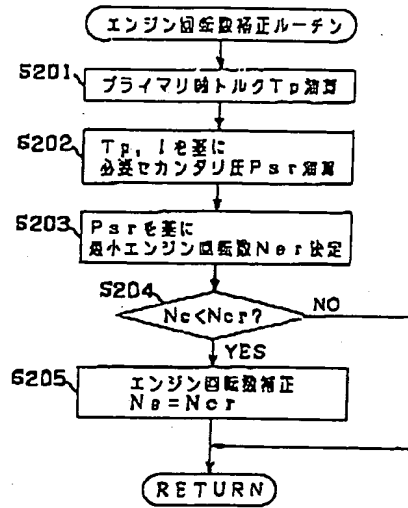 エンジン回転数補正ルーチン
S201
プライマリ軸トルクTp演算
S202
Tp, iを基に
必要セカンダリ圧Psr演算
S203
Psrを基に
最小エンジン回転数Ner決定
S204
Ne<Ner?
NO
YES
S205
エンジン回転数補正
Ne=Ner
RETURN